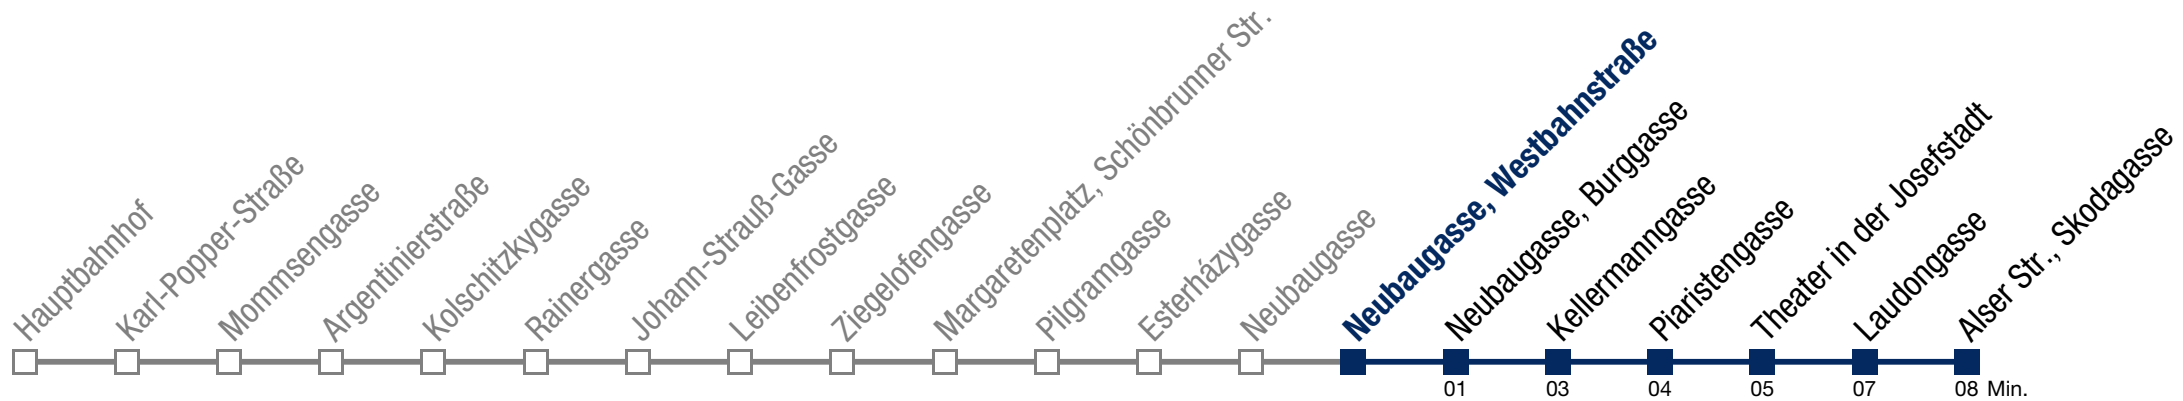 Hauptbahnhof
Karl-Popper-Straße
Mommsengasse
Argentinierstraße
Kolschitzkygasse
Rainergasse
Johann-Strauß-Gasse
Leibenfrostgasse
Ziegelofengasse
Margaretenplatz, Schönbrunner Str.
Pilgramgasse
Esterházygasse
Neubaugasse
Neubaugasse, Westbahnstraße
Neubaugasse, Burggasse
Kellermanngasse
Piaristengasse
Theater in der Josefstadt
Laudongasse
Alser Str., Skodagasse
01 03 04 05 07 08 Min.